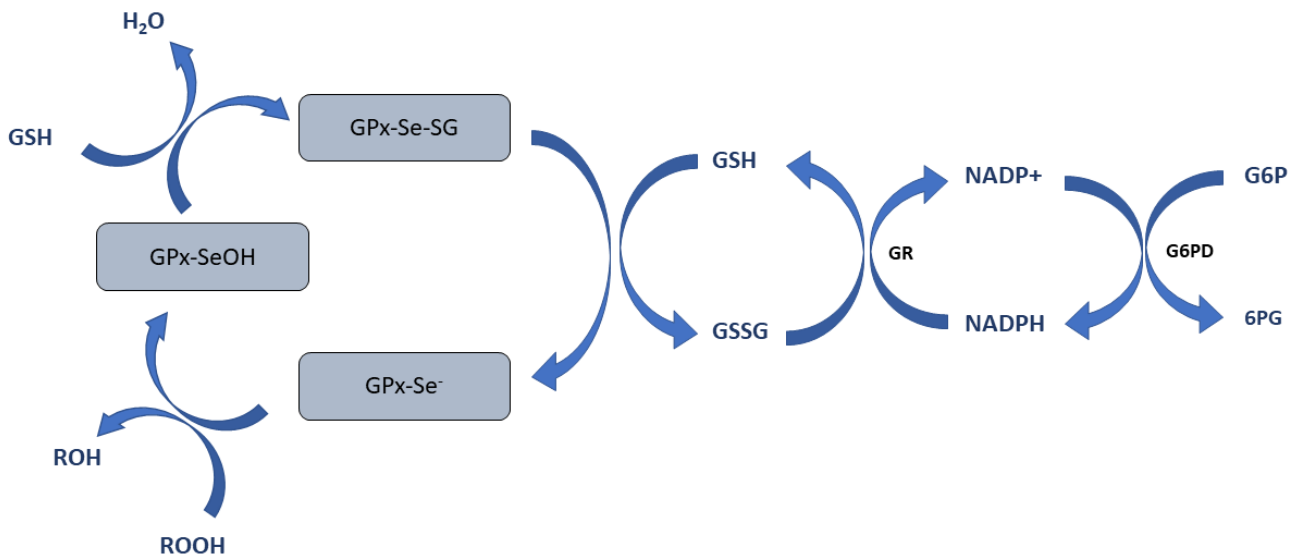 H₂O
GSH
GPx-Se-SG
GSH
NADP+
G6P
GPx-SeOH
GR
G6PD
GSSG
NADPH
6PG
GPx-Se⁻
ROH
ROOH